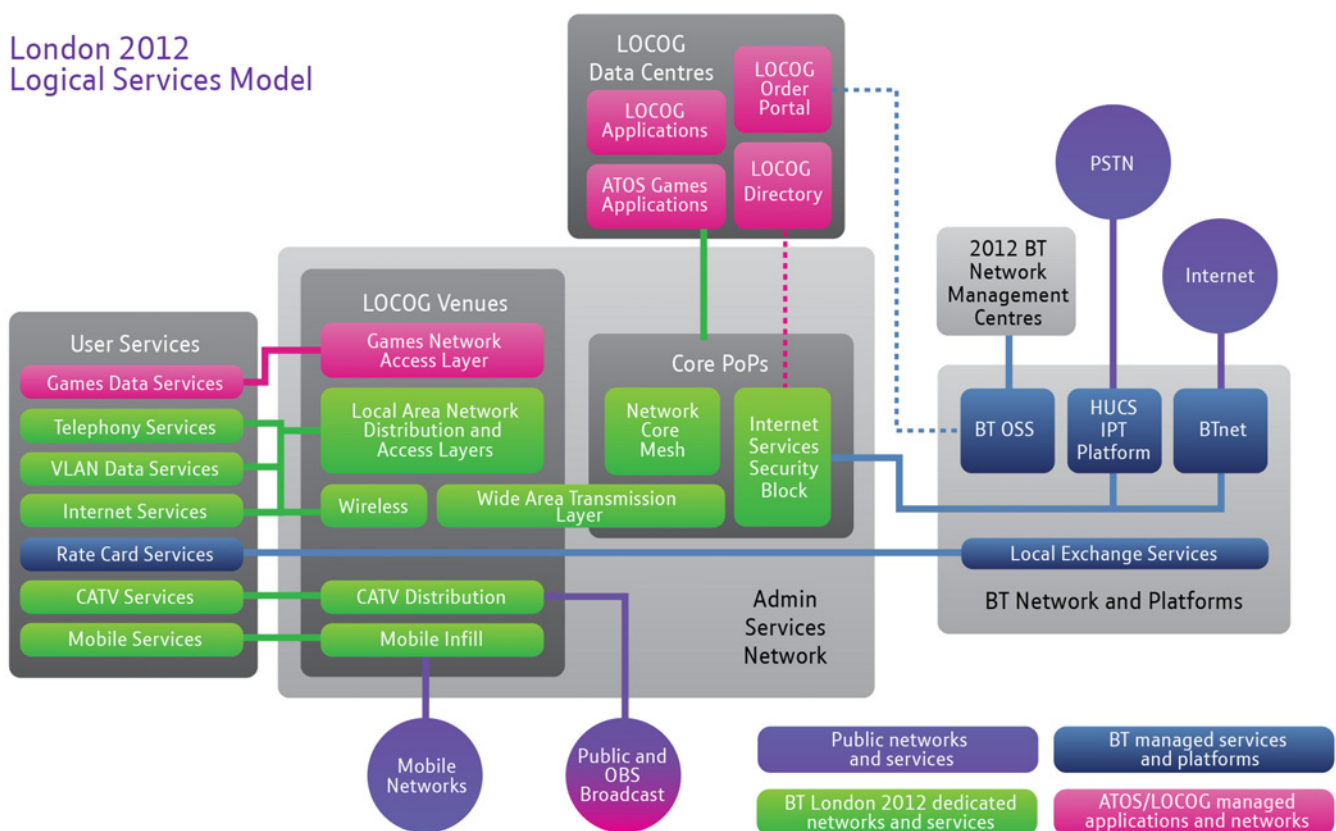 London 2012
Logical Services Model
LOCOG
Data Centres
LOCOG
Order
Portal
LOCOG
Applications
ATOS Games
Applications
LOCOG
Directory
PSTN
2012 BT
Network
Management
Centres
Internet
User Services
Games Data Services
Telephony Services
VLAN Data Services
Internet Services
Rate Card Services
CATV Services
Mobile Services
LOCOG Venues
Games Network
Access Layer
Local Area Network
Distribution and
Access Layers
Wireless
Wide Area Transmission
Layer
CATV Distribution
Mobile Infill
Core PoPs
Network
Core
Mesh
Internet
Services
Security
Block
Admin
Services
Network
BT OSS
HUCS
IPT
Platform
BTnet
Local Exchange Services
BT Network and Platforms
Mobile
Networks
Public and
OBS
Broadcast
Public networks
and services
BT managed services
and platforms
BT London 2012 dedicated
networks and services
ATOS/LOCOG managed
applications and networks